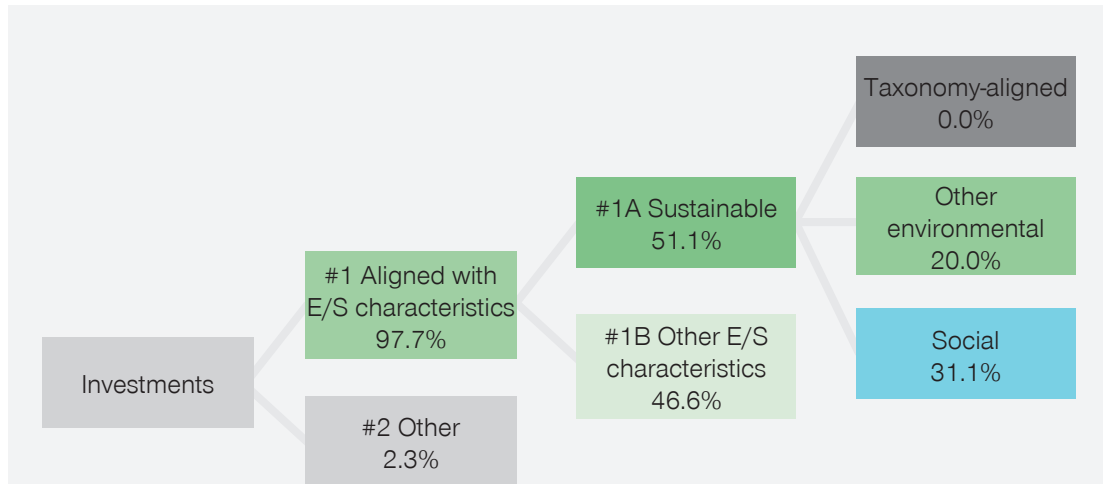 Taxonomy-aligned
0.0%
#1A Sustainable
51.1%
Other
environmental
20.0%
#1 Aligned with
E/S characteristics
97.7%
#1B Other E/S
characteristics
46.6%
Social
31.1%
Investments
#2 Other
2.3%